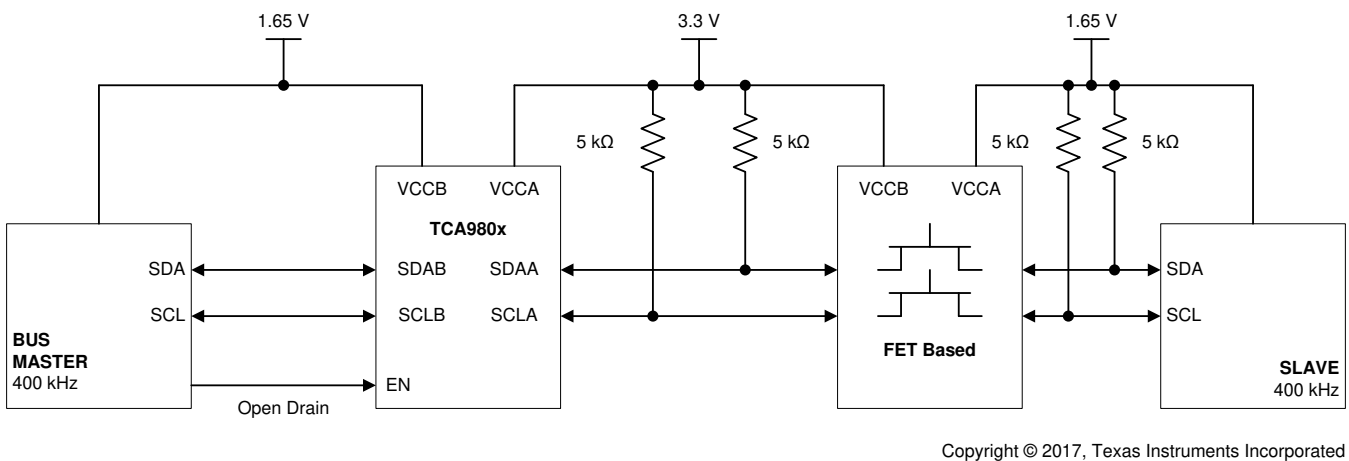 1.65 V
3.3 V
1.65 V
5 kΩ
5 kΩ
5 kΩ
5 kΩ
VCCB
VCCA
TCA980x
VCCB
VCCA
SDA
SDAB
SDAA
SDA
SCL
SCLB
SCLA
SCL
BUS
MASTER
400 kHz
FET Based
SLAVE
400 kHz
EN
Open Drain
Copyright © 2017, Texas Instruments Incorporated